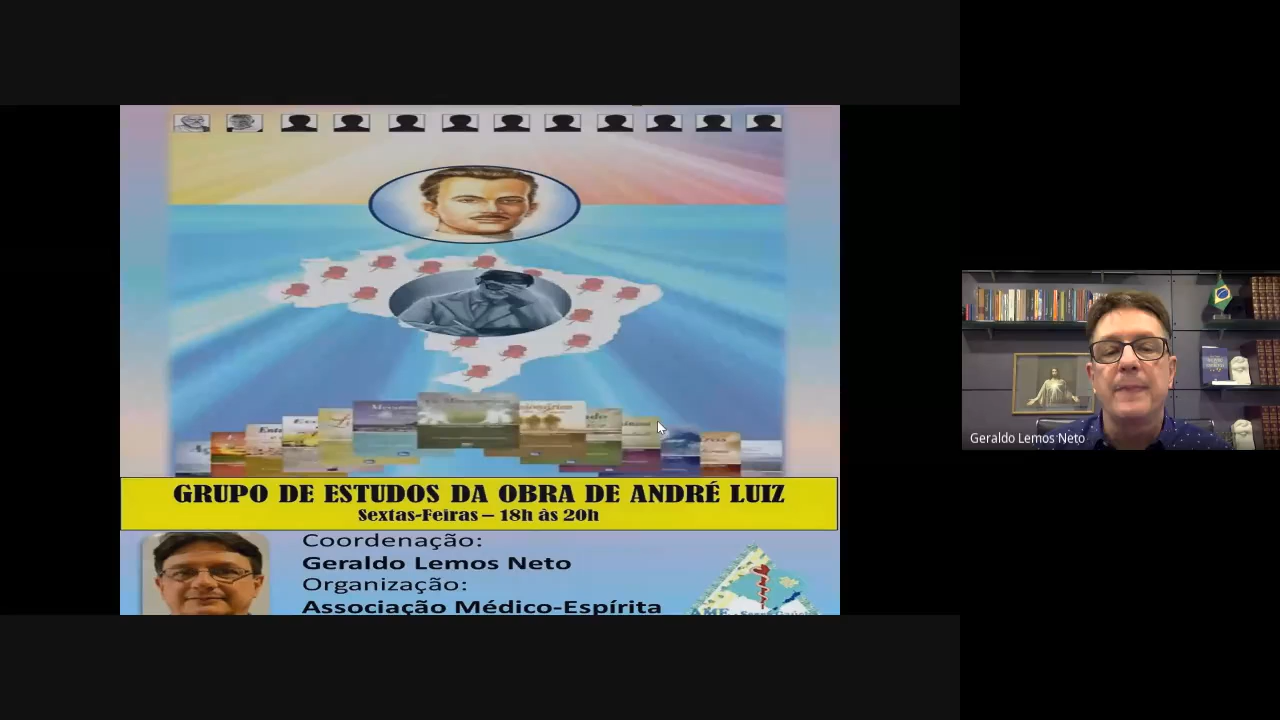 GRUPO DE ESTUDOS DA OBRA DE ANDRÉ LUIZ
Sextas-Feiras – 18h às 20h
Coordenação:
Geraldo Lemos Neto
Organização:
Associação Médico-Espírita
AME
Geraldo Lemos Neto